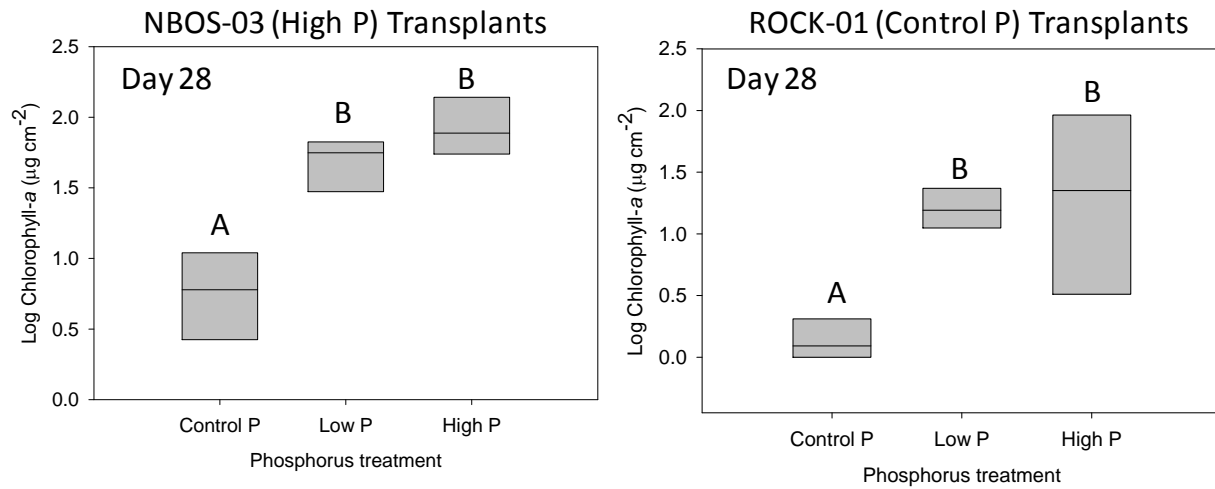 NBOS-03 (High P) Transplants
2.5
2.0
1.5
1.0
0.5
0.0
Log Chlorophyll-a (µg cm-2)
Day 28
A
B
B
Control P Low P High P
Phosphorus treatment
ROCK-01 (Control P) Transplants
2.5
2.0
1.5
1.0
0.5
0.0
Log Chlorophyll-a (µg cm-2)
Day 28
A
B
B
Control P Low P High P
Phosphorus treatment